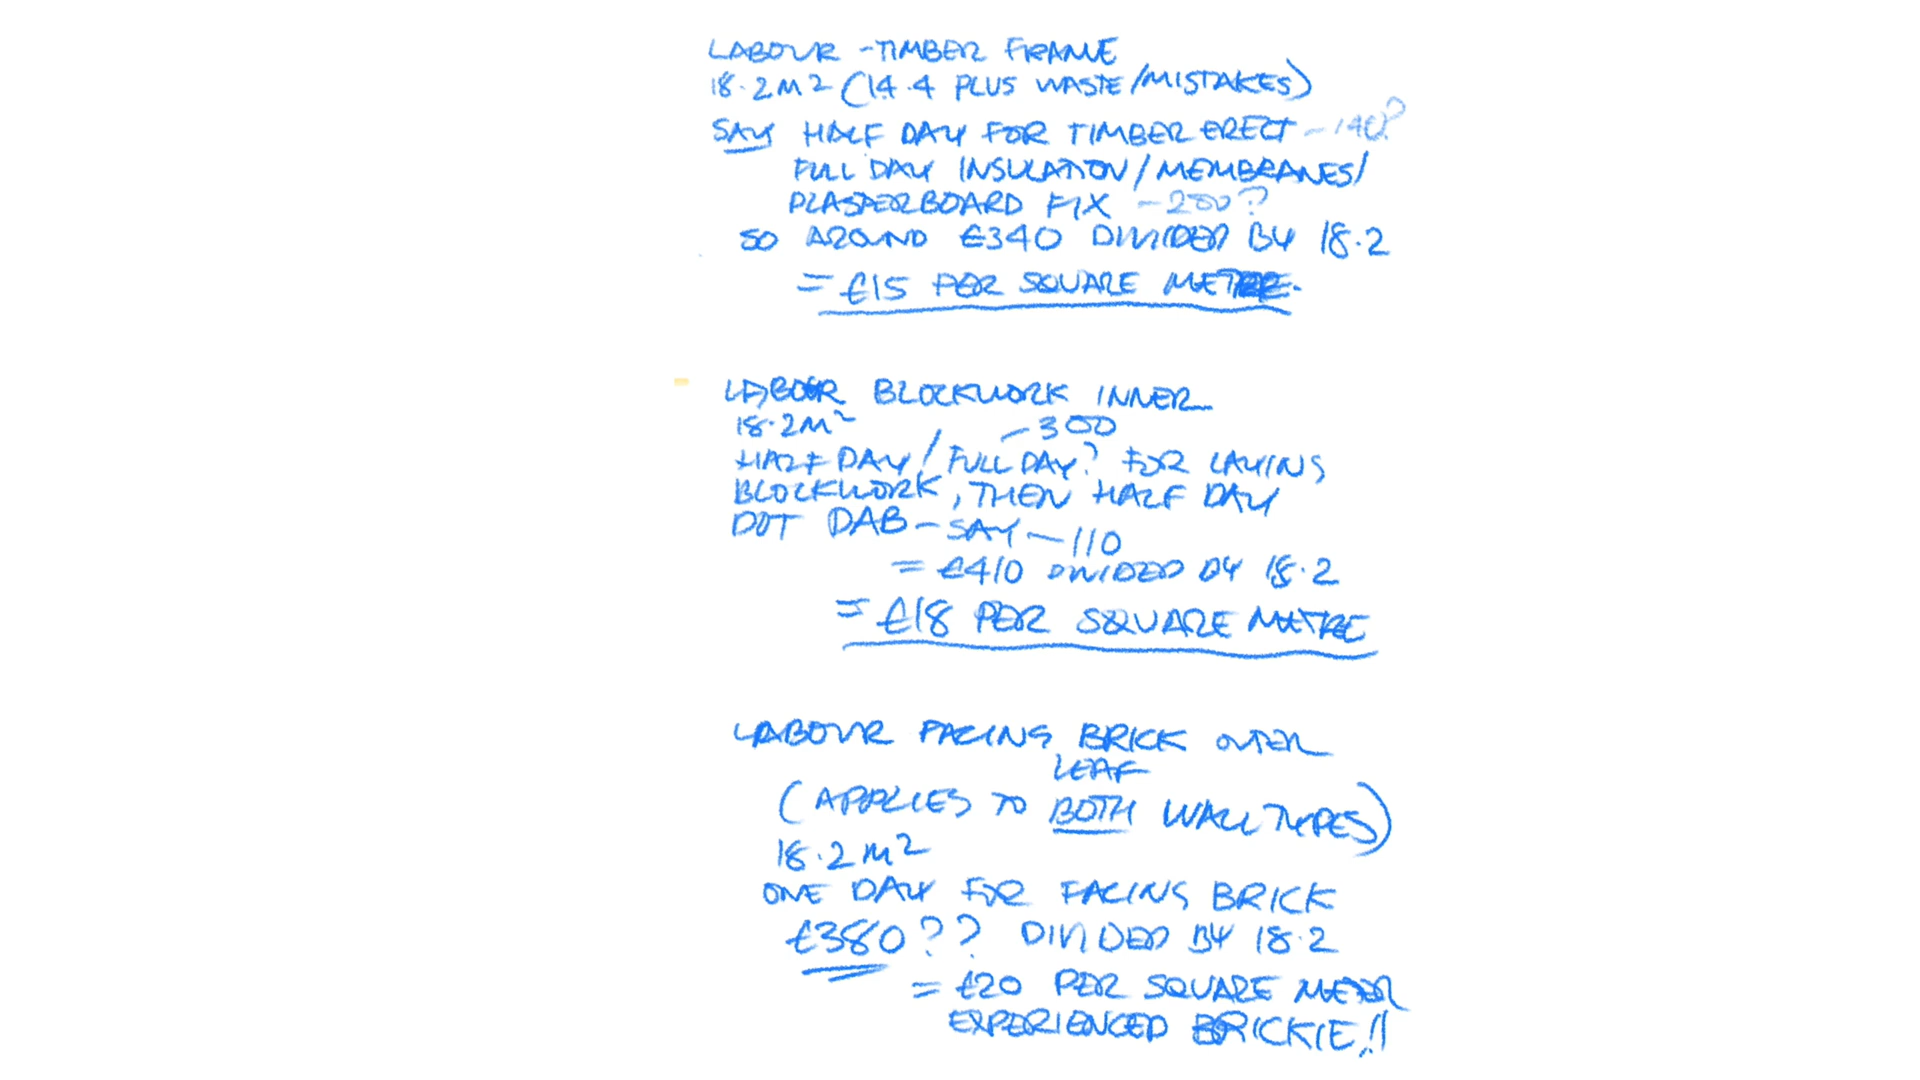 LABOUR - TIMBER FRAME
18.2M2 (14.4 PLUS WASTE/MISTAKES)
SAY HALF DAY FOR TIMBER ERECT - 140?
FULL DAY INSULATION/MEMBRANES/
PLASTERBOARD FIX - 200?
SO AROUND £340 DIVIDED BY 18.2
= £15 PER SQUARE METRE.
LABOUR BLOCKWORK INNER
18.2M2 - 300
HALF DAY/FULL DAY? FOR LAYING
BLOCKWORK, THEN HALF DAY
DOT DAB - SAY - 110
= £410 DIVIDED BY 18.2
= £18 PER SQUARE METRE
LABOUR FACING BRICK OUTER
LEAF
(APPLIES TO BOTH WALL TYPES)
18.2M2
ONE DAY FOR FACING BRICK
£380?? DIVIDED BY 18.2
= £20 PER SQUARE METER
EXPERIENCED BRICKIE!!